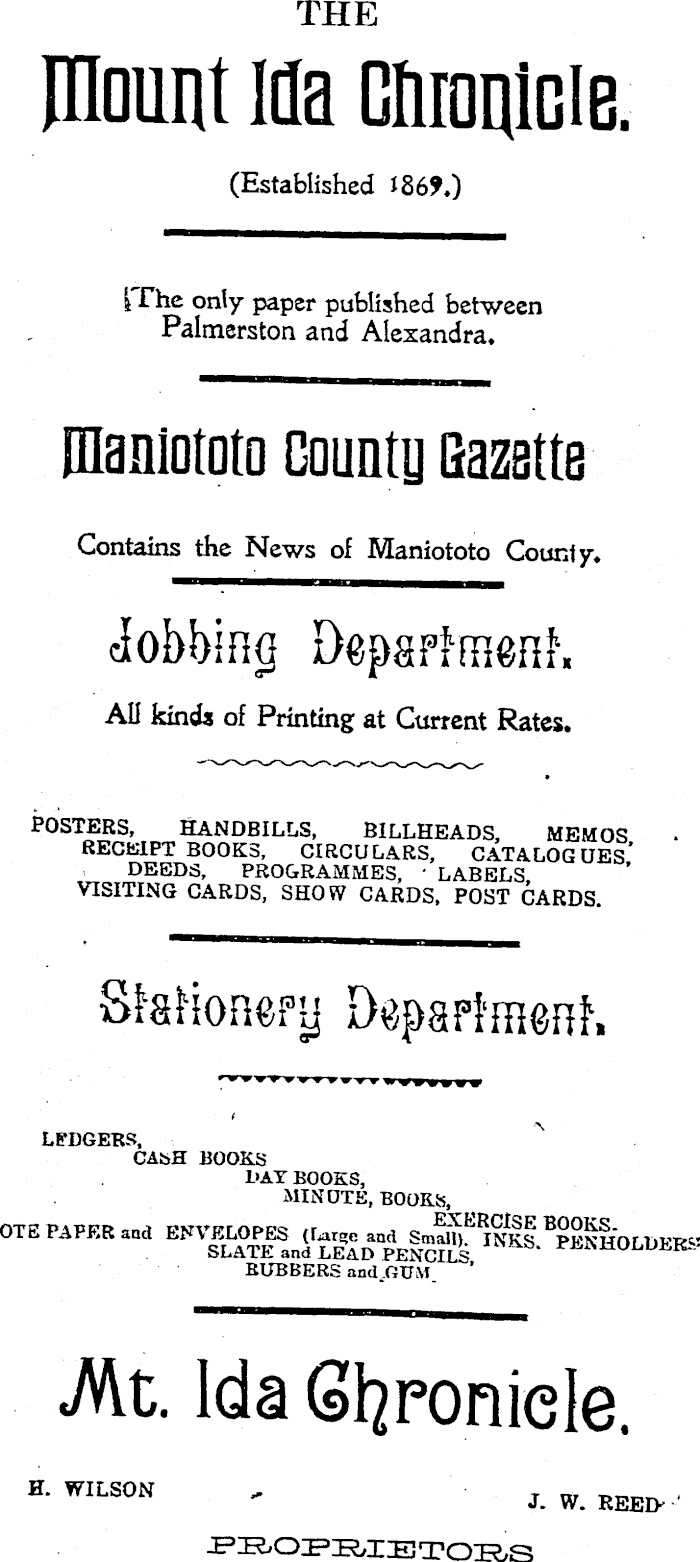 THE
Mount Ida Chronicle.
(Established 1869.)
The only paper published between
Palmerston and Alexandra.
Maniototo County Gazette
Contains the News of Maniototo County.
Jobbing Department.
All kinds of Printing at Current Rates.
POSTERS, HANDBILLS, BILLHEADS, MEMOS,
RECEIPT BOOKS, CIRCULARS, CATALOGUES,
DEEDS, PROGRAMMES, LABELS,
VISITING CARDS, SHOW CARDS, POST CARDS.
Stationery Department.
LEDGERS,
CASH BOOKS
DAY BOOKS,
MINUTE, BOOKS,
EXERCISE BOOKS.
OTE PAPER and ENVELOPES (Large and Small). INKS. PENHOLDERS
SLATE and LEAD PENCILS,
RUBBERS and GUM
Mt. Ida Chronicle.
H. WILSON
J. W. REED
PROPRIETORS